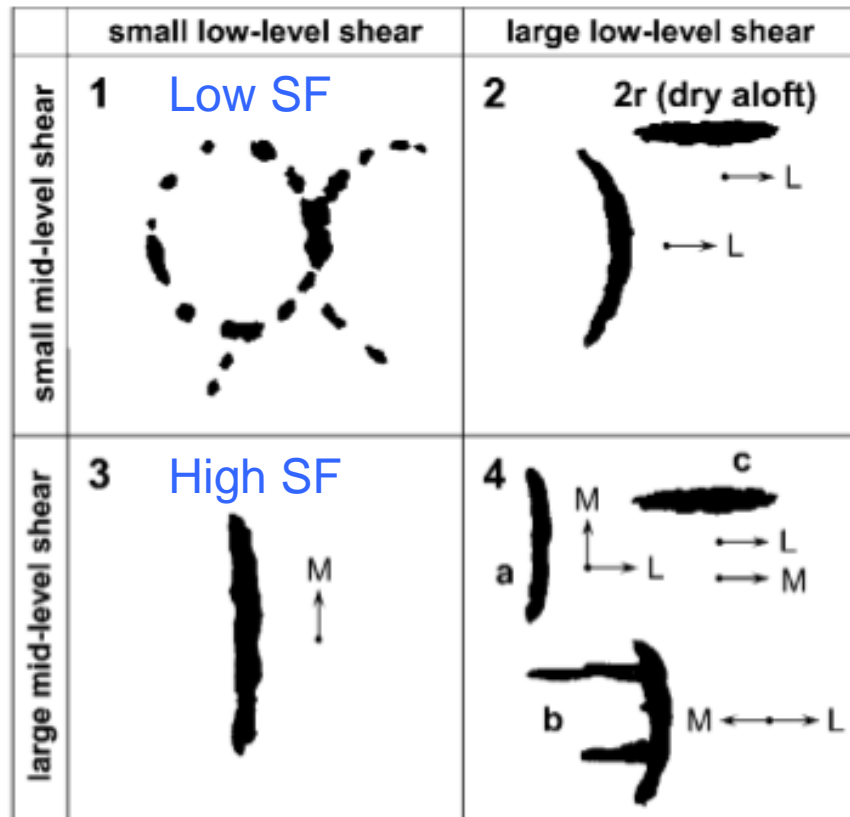 small low-level shear
large low-level shear
small mid-level shear
1
Low SF
2
2r (dry aloft)
L
L
large mid-level shear
3
High SF
M
4
c
M
L
a
L
M
b
M
L